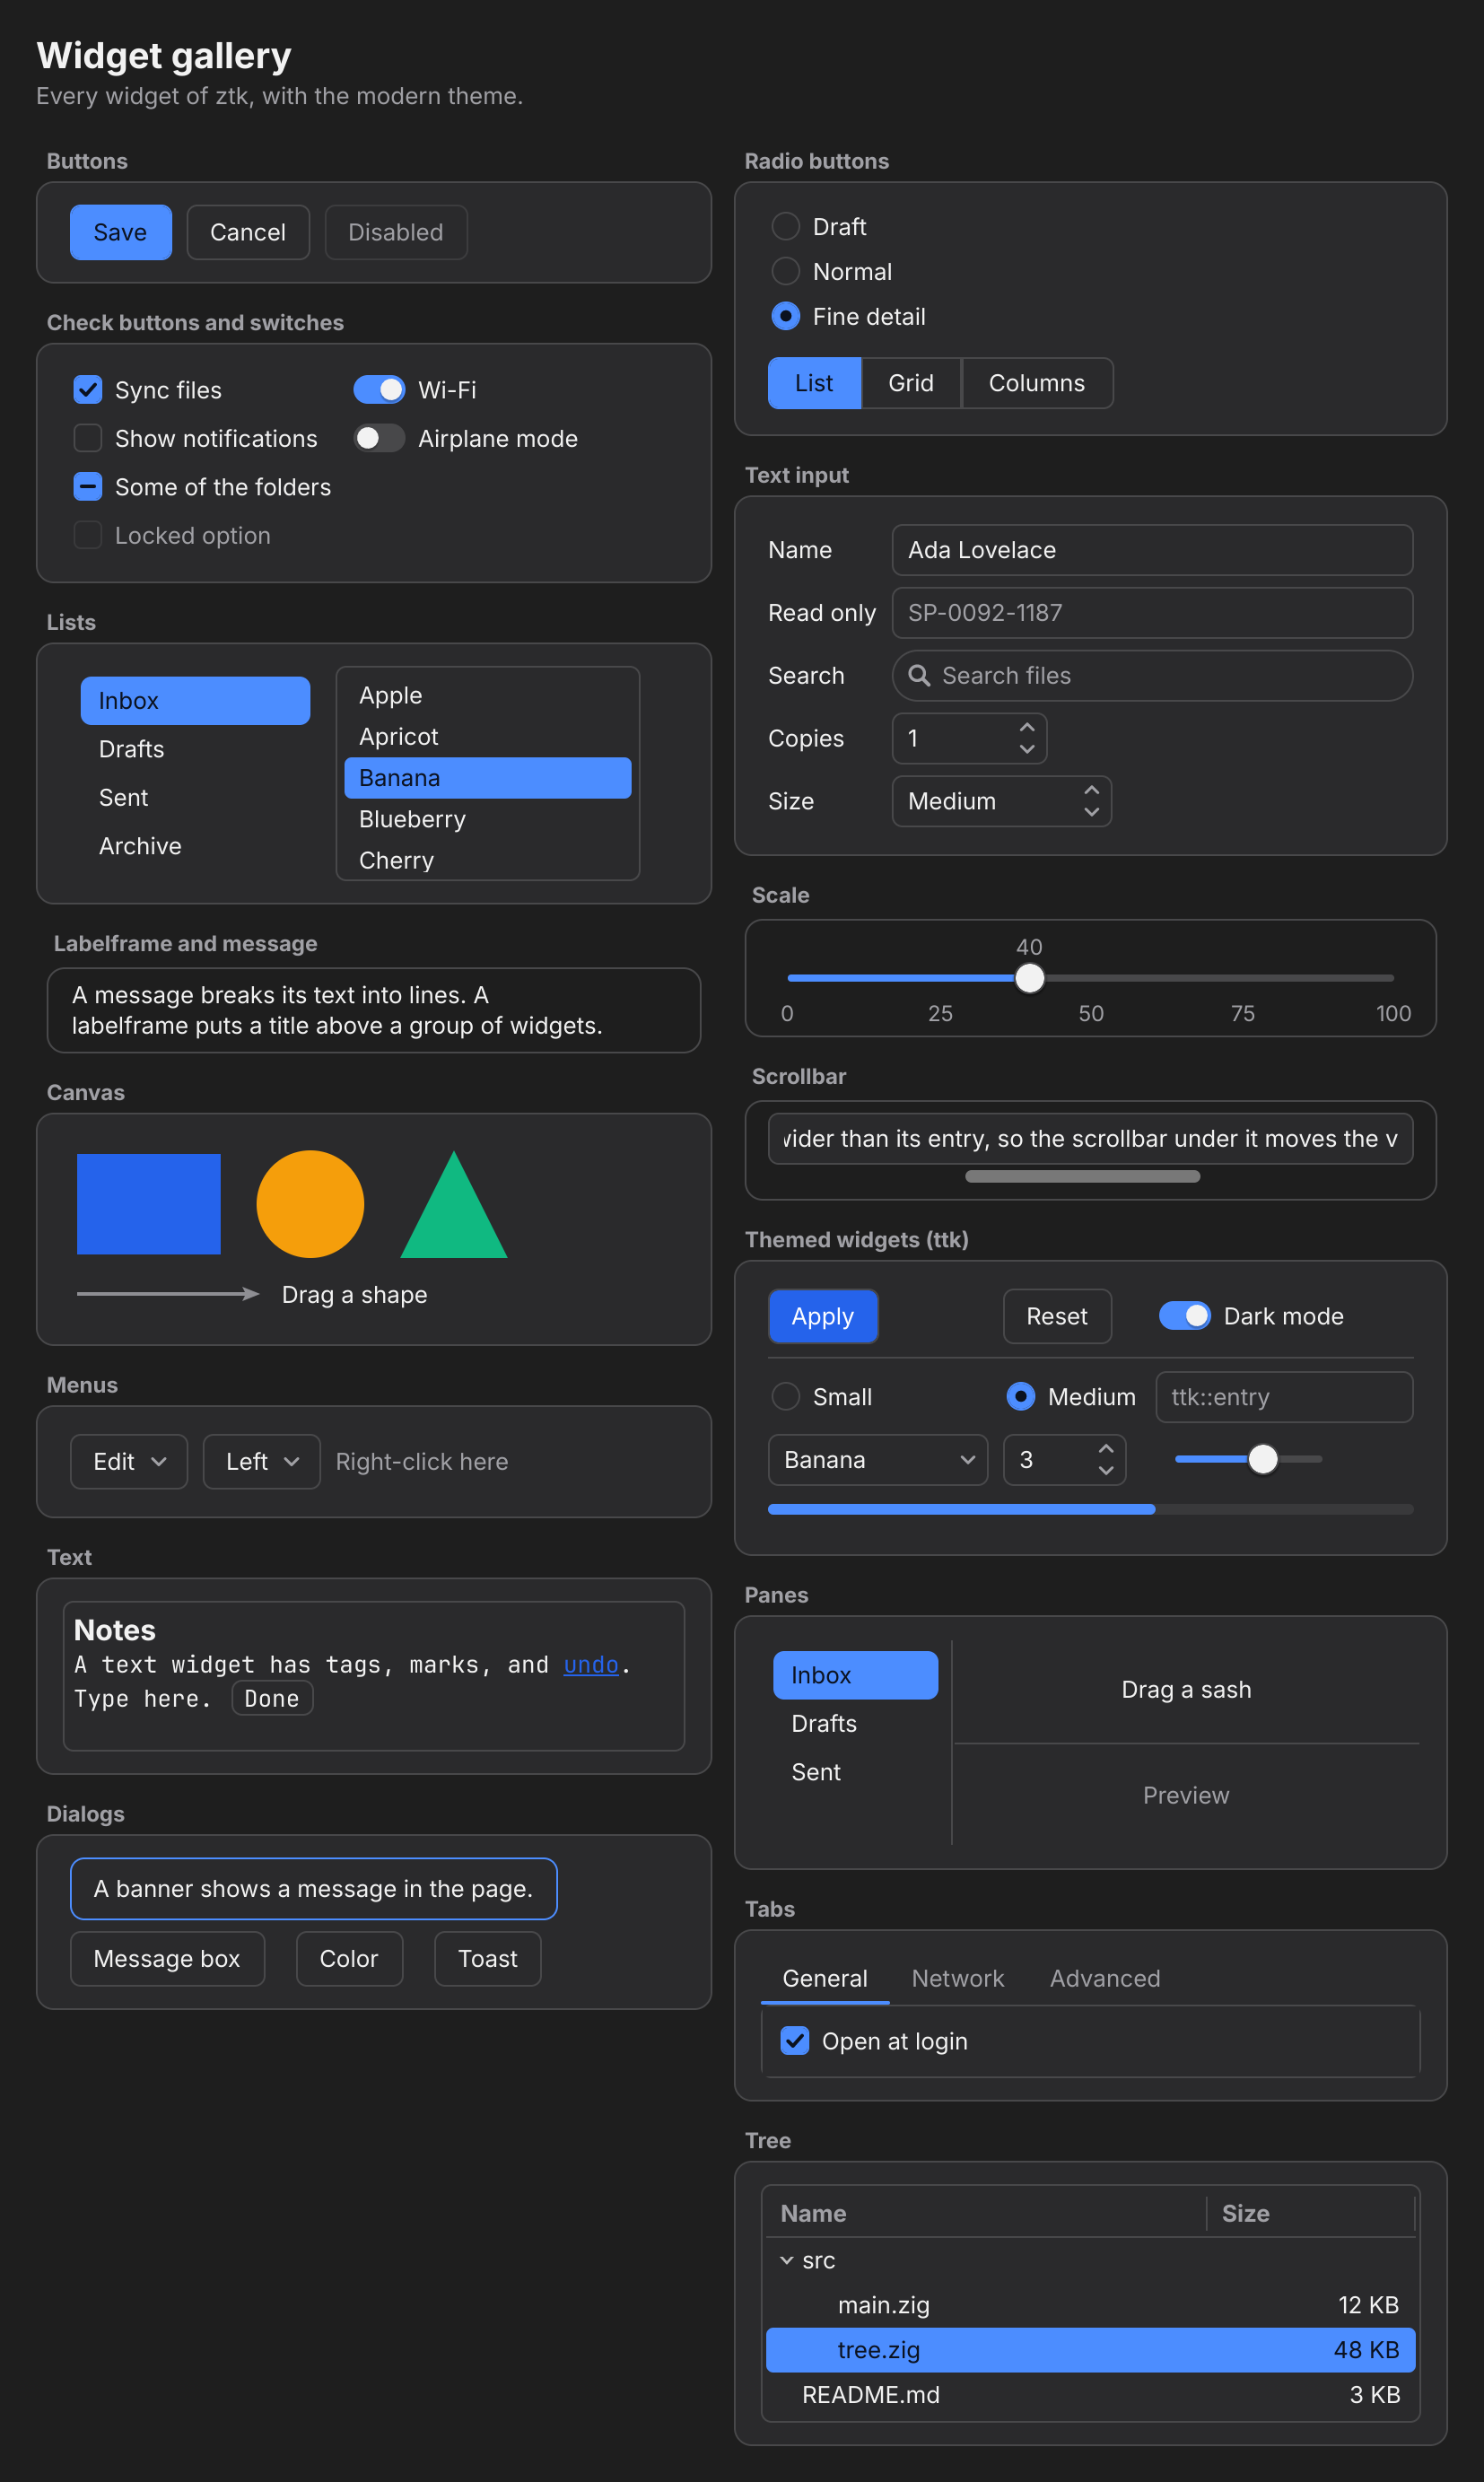 Widget gallery
Every widget of ztk, with the modern theme.
Buttons
Save Cancel Disabled
Check buttons and switches
Sync files Wi-Fi
Show notifications Airplane mode
Some of the folders
Locked option
Lists
Inbox
Drafts
Sent
Archive
Apple
Apricot
Banana
Blueberry
Cherry
Labelframe and message
A message breaks its text into lines. A
labelframe puts a title above a group of widgets.
Canvas
Drag a shape
Menus
Edit Left Right-click here
Text
Notes
A text widget has tags, marks, and undo.
Type here. Done
Dialogs
A banner shows a message in the page.
Message box Color Toast
Radio buttons
Draft
Normal
Fine detail
List Grid Columns
Text input
Name Ada Lovelace
Read only SP-0092-1187
Search Search files
Copies 1
Size Medium
Scale
40
0 25 50 75 100
Scrollbar
vider than its entry, so the scrollbar under it moves the v
Themed widgets (ttk)
Apply Reset Dark mode
Small Medium ttk::entry
Banana 3
Panes
Inbox
Drafts
Sent
Drag a sash
Preview
Tabs
General Network Advanced
Open at login
Tree
Name Size
src
main.zig 12 KB
tree.zig 48 KB
README.md 3 KB